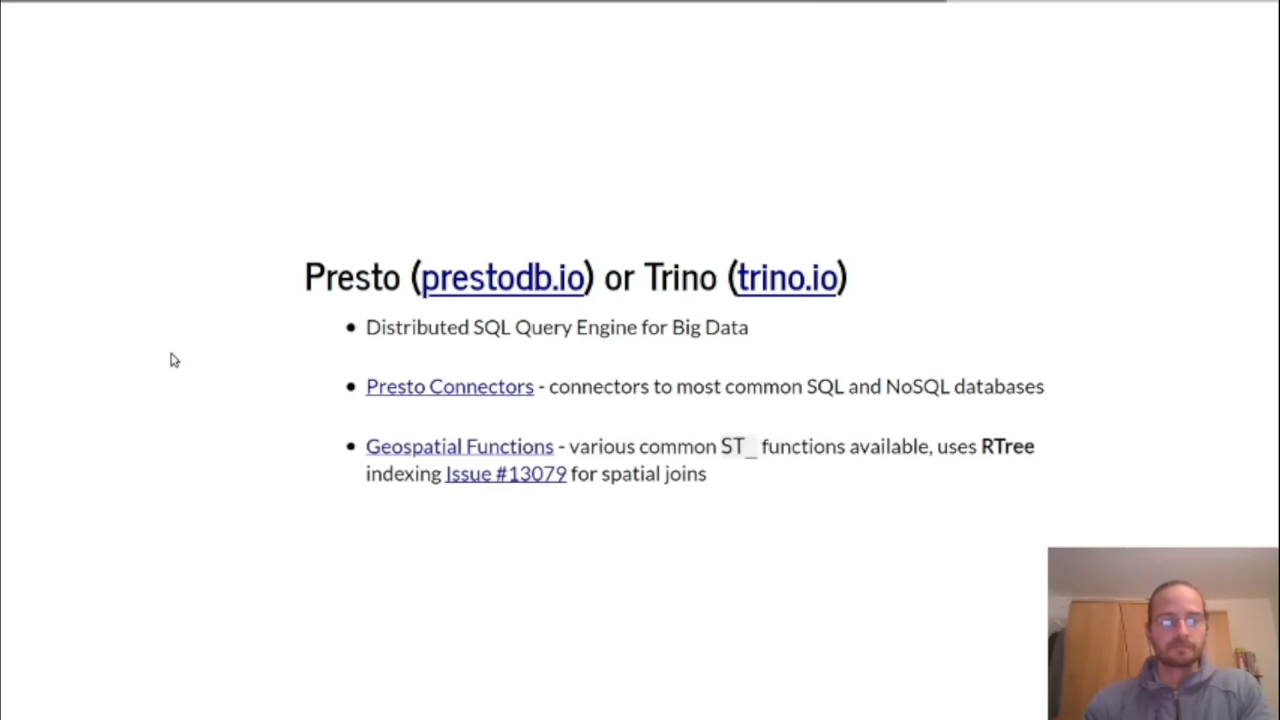 Presto (prestodb.io) or Trino (trino.io)
Distributed SQL Query Engine for Big Data
Presto Connectors - connectors to most common SQL and NoSQL databases
Geospatial Functions - various common ST_ functions available, uses RTree
indexing Issue #13079 for spatial joins